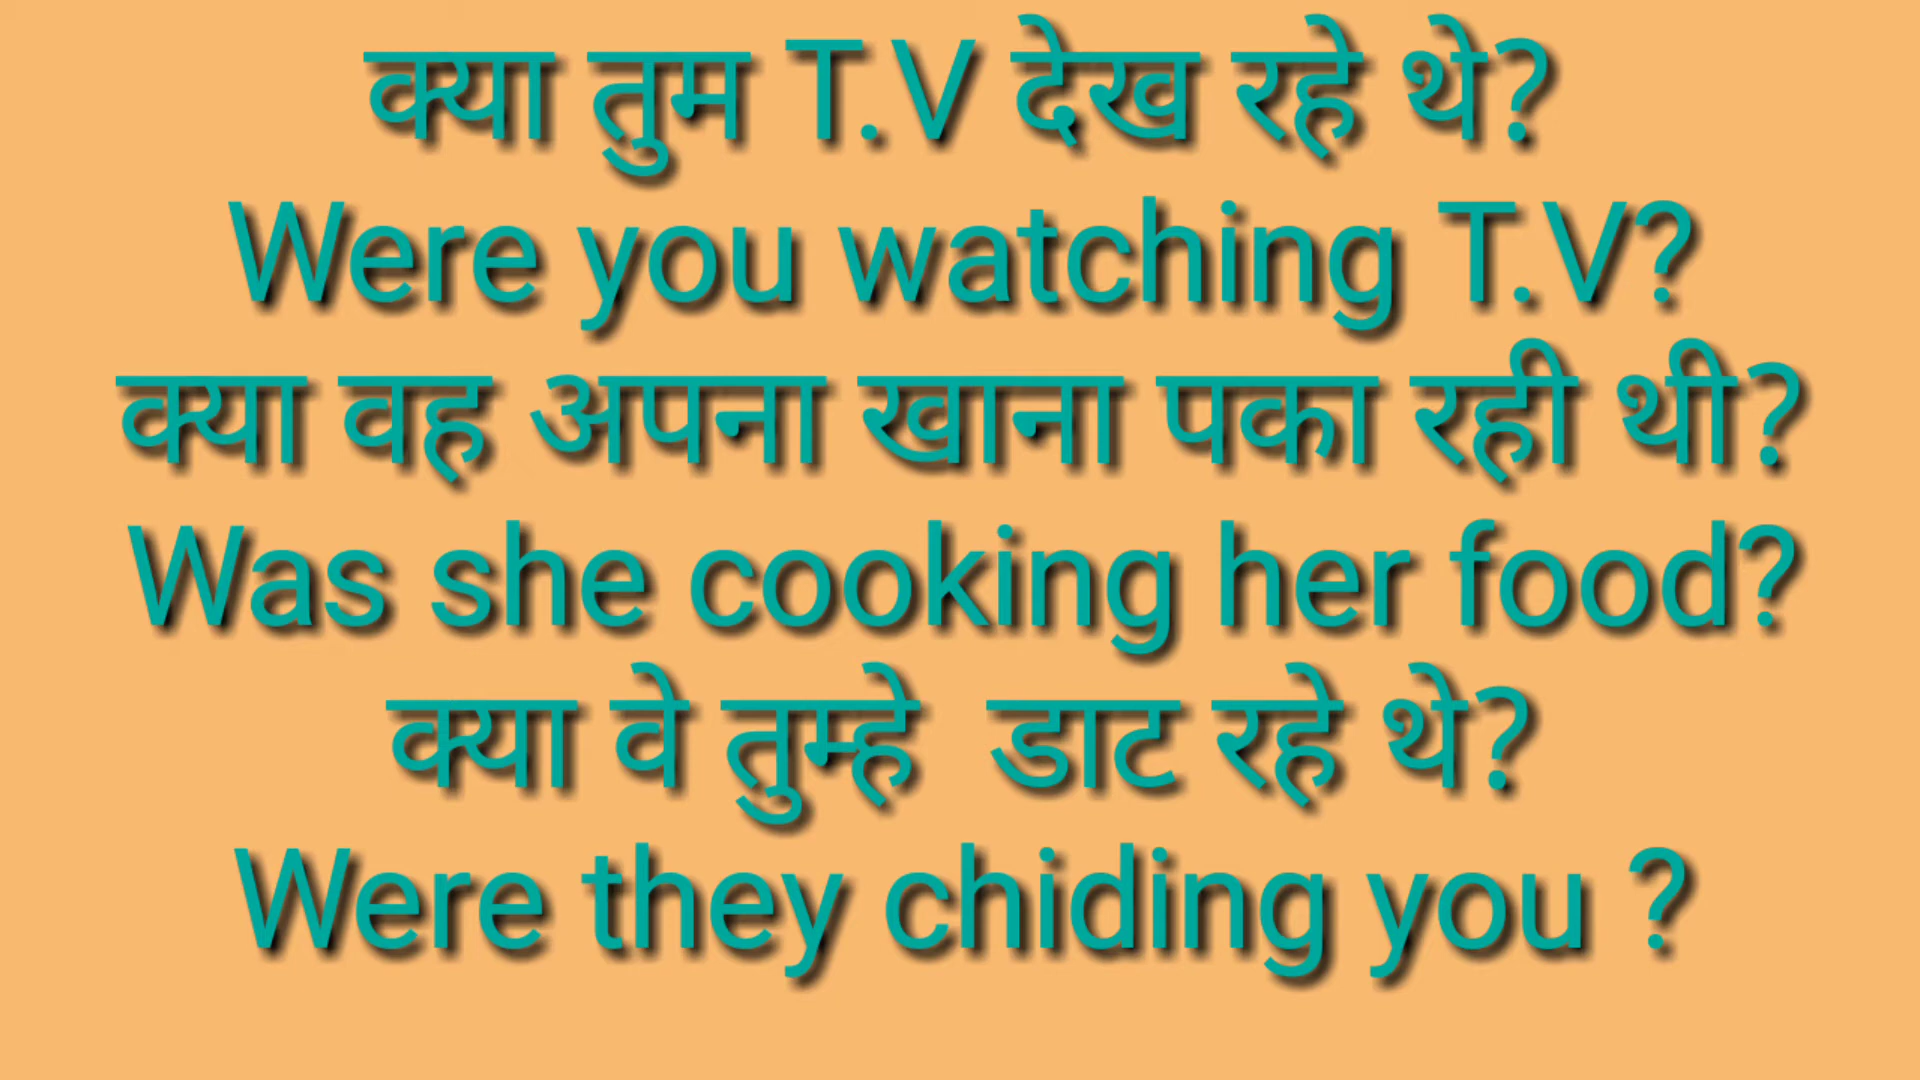 क्या तुम T.V देख रहे थे?
Were you watching T.V?
क्या वह अपना खाना पका रही थी?
Was she cooking her food?
क्या वे तुम्हे  डाट रहे थे?
Were they chiding you ?